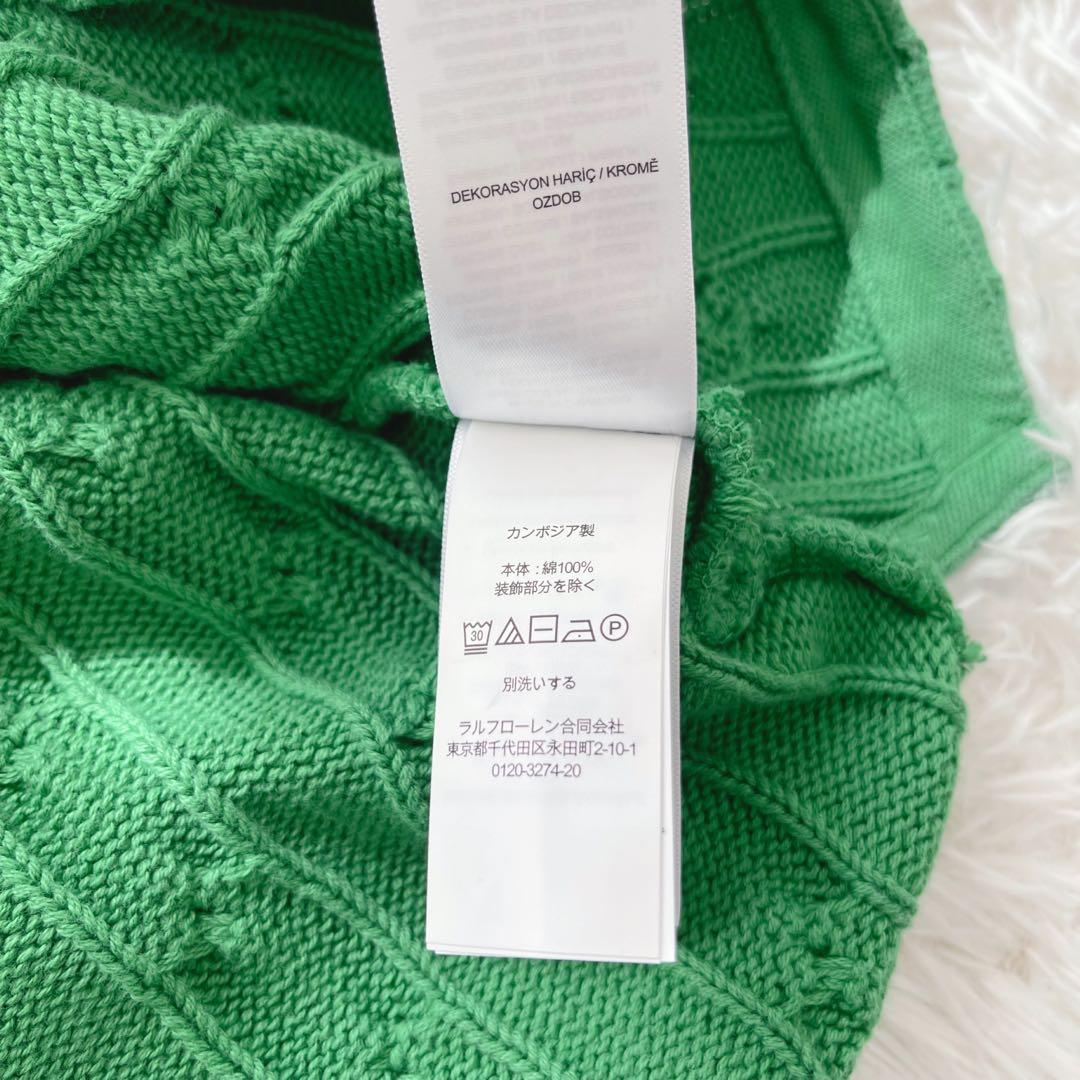 DEKORASYON HARİÇ / KROMĚ
OZDOB
カンボジア製
本体 : 綿100%
装飾部分を除く
30 P
別洗いする
ラルフローレン合同会社
東京都千代田区永田町2-10-1
0120-3274-20